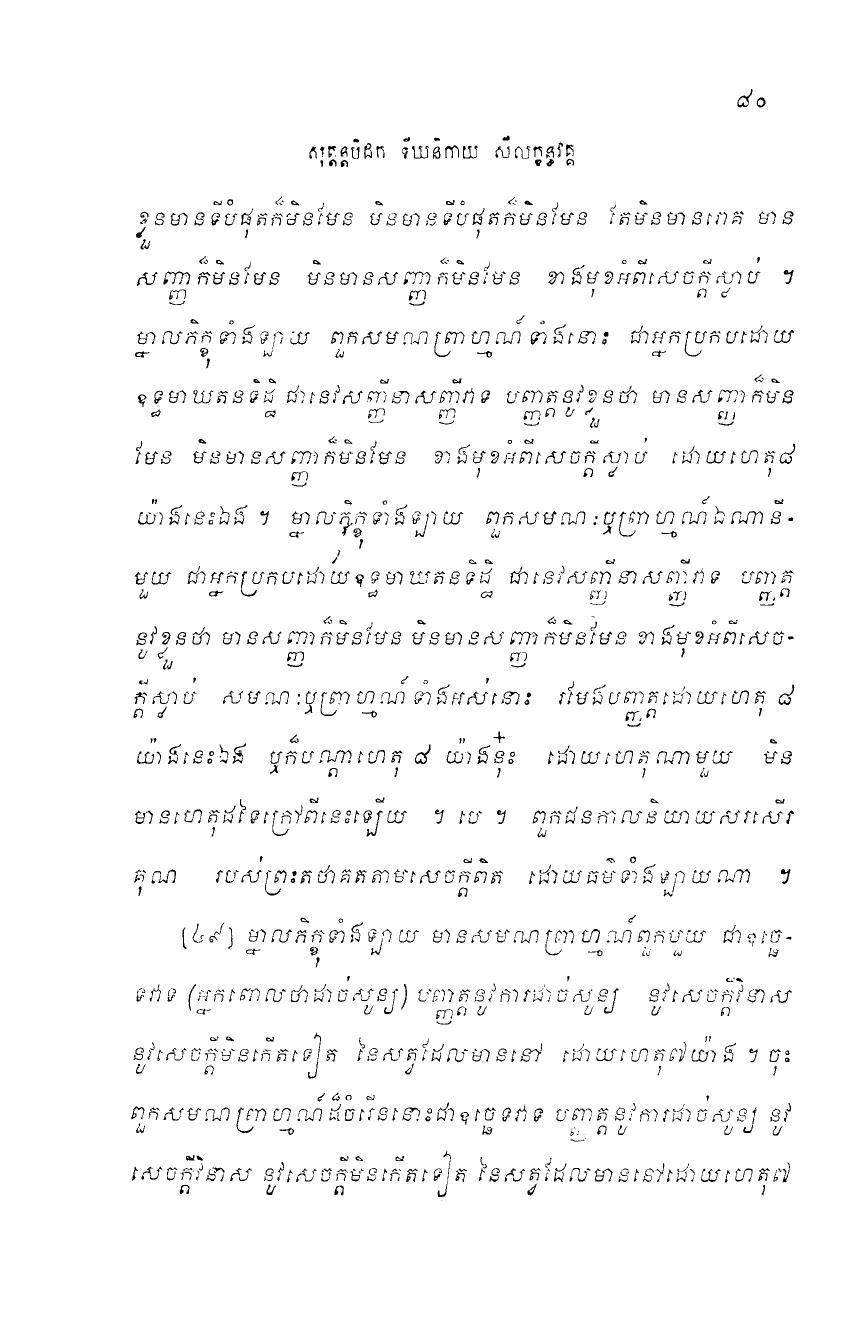 ៨០
សុត្តន្តបិដក ទីឃនិកាយ សីលក្ខន្ធវគ្គ
ខ្លួនមានទីបំផុតក៏មិនមែន មិនមានទីបំផុតក៏មិនមែន តែមិនមានរោគ មាន
សញ្ញាក៏មិនមែន មិនមានសញ្ញាក៏មិនមែន ខាងមុខអំពីសេចក្តីស្លាប់ ។
ម្នាលភិក្ខុទាំងឡាយ ពួកសមណព្រាហ្មណ៍ទាំងនោះ ជាអ្នកប្រកបដោយ
ឧទ្ធមាឃតនទិដ្ឋិ ជានេវសញ្ញីនាសញ្ញីវាទ បញ្ញត្តនូវខ្លួនថា មានសញ្ញាក៏មិន
មែន មិនមានសញ្ញាក៏មិនមែន ខាងមុខអំពីសេចក្តីស្លាប់ ដោយហេតុ៨
យ៉ាងនេះឯង ។ ម្នាលភិក្ខុទាំងឡាយ ពួកសមណៈឬព្រាហ្មណ៍ឯណានី-
មួយ ជាអ្នកប្រកបដោយឧទ្ធមាឃតនទិដ្ឋិ ជានេវសញ្ញីនាសញ្ញីវាទ បញ្ញត្ត
នូវខ្លួនថា មានសញ្ញាក៏មិនមែន មិនមានសញ្ញាក៏មិនមែន ខាងមុខអំពីសេច-
ក្តីស្លាប់ សមណៈឬព្រាហ្មណ៍ទាំងអស់នោះ រមែងបញ្ញត្តដោយហេតុ ៨
យ៉ាងនេះឯង ឬក៏បណ្តាហេតុ ៨ យ៉ាងនុ៎ះ ដោយហេតុណាមួយ មិន
មានហេតុដទៃក្រៅពីនេះឡើយ ។ បេ ។ ពួកជនកាលនិយាយសរសើរ
គុណ របស់ព្រះតថាគតតាមសេចក្តីពិត ដោយធម៌ទាំងឡាយណា ។
[៤៩] ម្នាលភិក្ខុទាំងឡាយ មានសមណព្រាហ្មណ៍ពួកមួយ ជាឧច្ឆេ-
ទវាទ (អ្នកពោលថាដាច់សូន្យ) បញ្ញត្តនូវការដាច់សូន្យ នូវសេចក្តីវិនាស
នូវសេចក្តីមិនកើតទៀត នៃសត្វដែលមាននៅ ដោយហេតុ៧យ៉ាង ។ ចុះ
ពួកសមណព្រាហ្មណ៍ដ៏ចំរើននោះជាឧច្ឆេទវាទ បញ្ញត្តនូវការដាច់សូន្យ នូវ
សេចក្តីវិនាស នូវសេចក្តីមិនកើតទៀត នៃសត្វដែលមាននៅដោយហេតុ៧